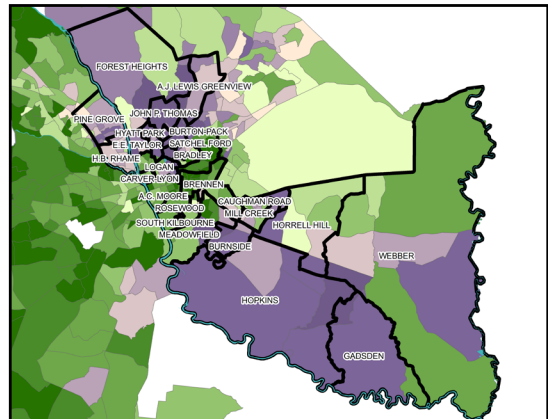 FOREST HEIGHTS
A.J. LEWIS GREENVIEW
JOHN P. THOMAS
PINE GROVE
HYATT PARK
BURTON-PACK
E.E. TAYLOR
SATCHEL FORD
BRADLEY
H.B. RHAME
LOGAN
CARVER-LYON
BRENNEN
A.C. MOORE
CAUGHMAN ROAD
ROSEWOOD
MILL CREEK
SOUTH KILBOURNE
HORRELL HILL
MEADOWFIELD
BURNSIDE
WEBBER
HOPKINS
GADSDEN